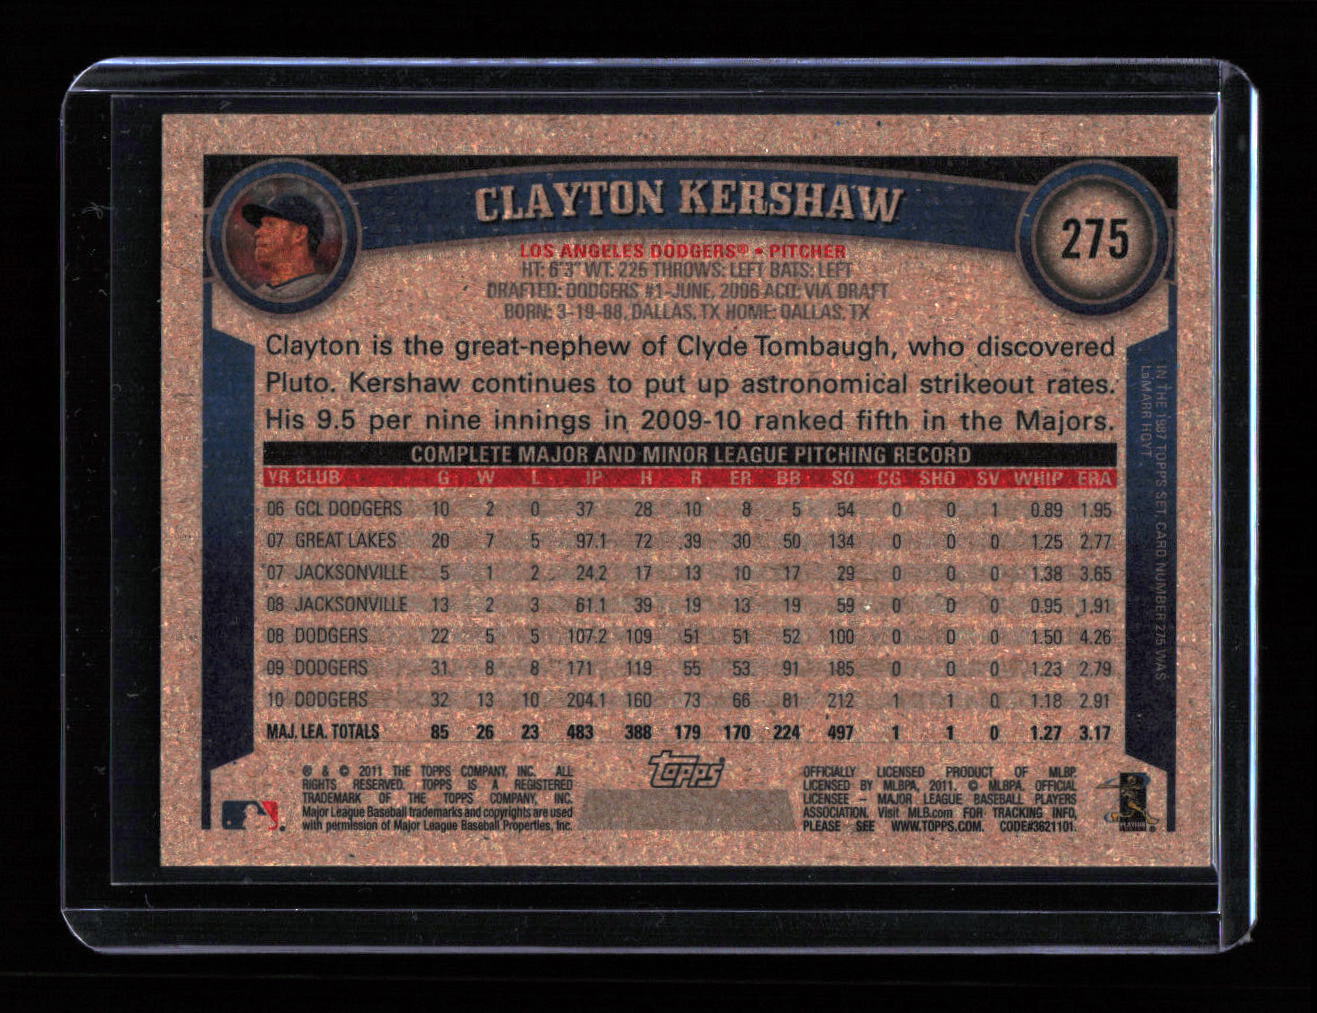 CLAYTON KERSHAW
275
LOS ANGELES DODGERS® • PITCHER
HT: 6'3" WT: 225 THROWS: LEFT BATS: LEFT
DRAFTED: DODGERS #1-JUNE, 2006 ACQ: VIA DRAFT
BORN: 3-19-88, DALLAS, TX HOME: DALLAS, TX
Clayton is the great-nephew of Clyde Tombaugh, who discovered
Pluto. Kershaw continues to put up astronomical strikeout rates.
His 9.5 per nine innings in 2009-10 ranked fifth in the Majors.
COMPLETE MAJOR AND MINOR LEAGUE PITCHING RECORD
YR CLUB G W L IP H R ER BB SO CG SHO SV WHIP ERA
06 GCL DODGERS 10 2 0 37 28 10 8 5 54 0 0 1 0.89 1.95
07 GREAT LAKES 20 7 5 97.1 72 39 30 50 134 0 0 0 1.25 2.77
07 JACKSONVILLE 5 1 2 24.2 17 13 10 17 29 0 0 0 1.38 3.65
08 JACKSONVILLE 13 2 3 61.1 39 19 13 19 59 0 0 0 0.95 1.91
08 DODGERS 22 5 5 107.2 109 51 51 52 100 0 0 0 1.50 4.26
09 DODGERS 31 8 8 171 119 55 53 91 185 0 0 0 1.23 2.79
10 DODGERS 32 13 10 204.1 160 73 66 81 212 1 1 0 1.18 2.91
MAJ. LEA. TOTALS 85 26 23 483 388 179 170 224 497 1 1 0 1.27 3.17
IN THE 1987 TOPPS SET, CARD NUMBER 275 WAS
LaMARR HOYT.
® & © 2011 THE TOPPS COMPANY, INC. ALL
RIGHTS RESERVED. TOPPS IS A REGISTERED
TRADEMARK OF THE TOPPS COMPANY, INC.
Major League Baseball trademarks and copyrights are used
with permission of Major League Baseball Properties, Inc.
Topps
OFFICIALLY LICENSED PRODUCT OF MLBP.
LICENSED BY MLBPA, 2011. © MLBPA. OFFICIAL
LICENSEE – MAJOR LEAGUE BASEBALL PLAYERS
ASSOCIATION. Visit MLB.com FOR TRACKING INFO,
PLEASE SEE WWW.TOPPS.COM. CODE#3621101.